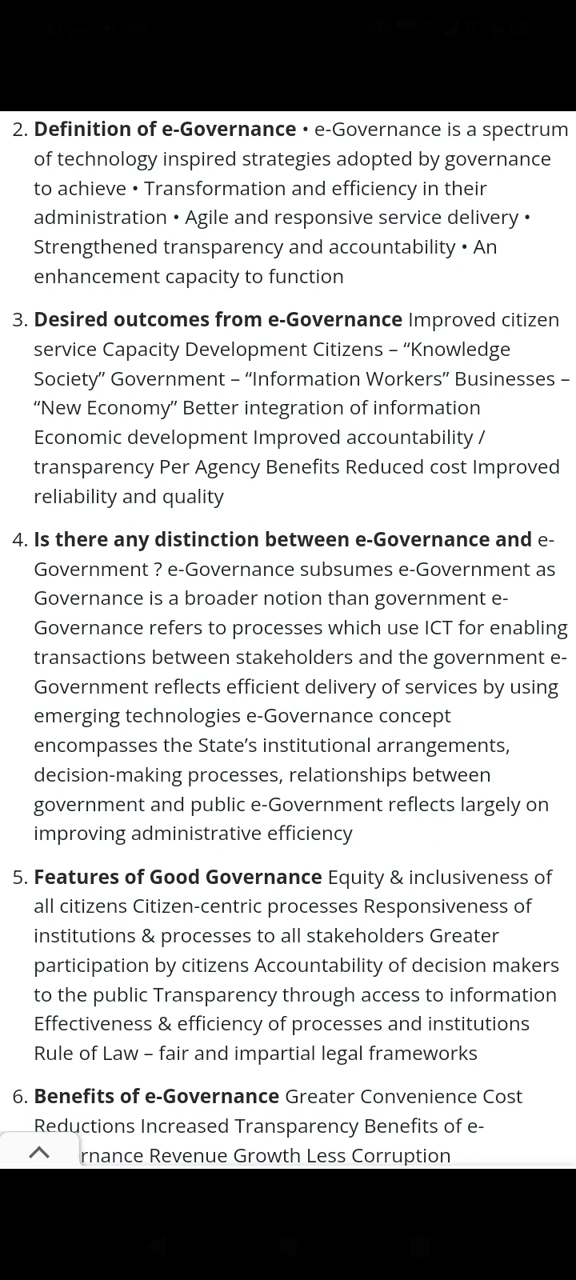 2. Definition of e-Governance • e-Governance is a spectrum
of technology inspired strategies adopted by governance
to achieve • Transformation and efficiency in their
administration • Agile and responsive service delivery •
Strengthened transparency and accountability • An
enhancement capacity to function
3. Desired outcomes from e-Governance Improved citizen
service Capacity Development Citizens – “Knowledge
Society” Government – “Information Workers” Businesses –
“New Economy” Better integration of information
Economic development Improved accountability /
transparency Per Agency Benefits Reduced cost Improved
reliability and quality
4. Is there any distinction between e-Governance and e-
Government ? e-Governance subsumes e-Government as
Governance is a broader notion than government e-
Governance refers to processes which use ICT for enabling
transactions between stakeholders and the government e-
Government reflects efficient delivery of services by using
emerging technologies e-Governance concept
encompasses the State’s institutional arrangements,
decision-making processes, relationships between
government and public e-Government reflects largely on
improving administrative efficiency
5. Features of Good Governance Equity & inclusiveness of
all citizens Citizen-centric processes Responsiveness of
institutions & processes to all stakeholders Greater
participation by citizens Accountability of decision makers
to the public Transparency through access to information
Effectiveness & efficiency of processes and institutions
Rule of Law – fair and impartial legal frameworks
6. Benefits of e-Governance Greater Convenience Cost
Reductions Increased Transparency Benefits of e-
rnance Revenue Growth Less Corruption